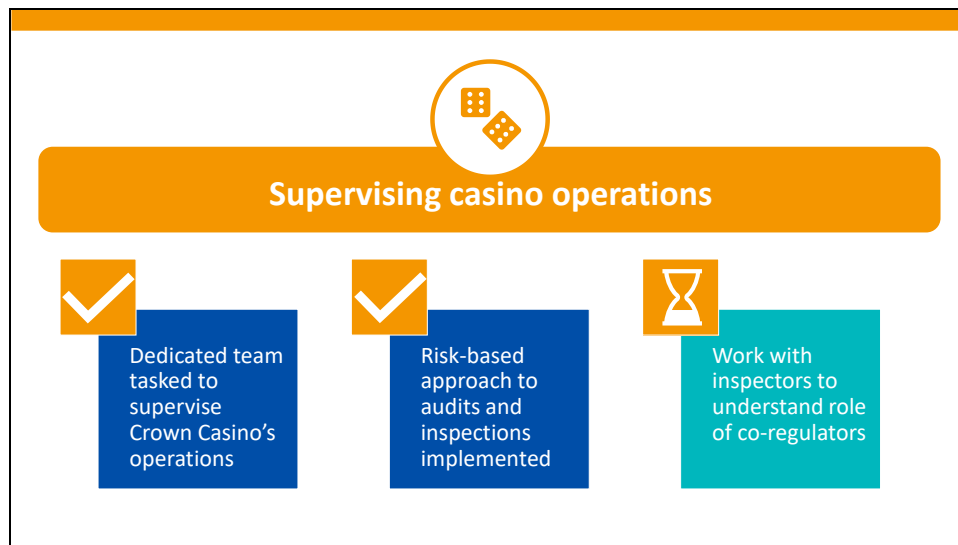 Supervising casino operations
Dedicated team
tasked to
supervise
Crown Casino’s
operations
Risk-based
approach to
audits and
inspections
implemented
Work with
inspectors to
understand role
of co-regulators